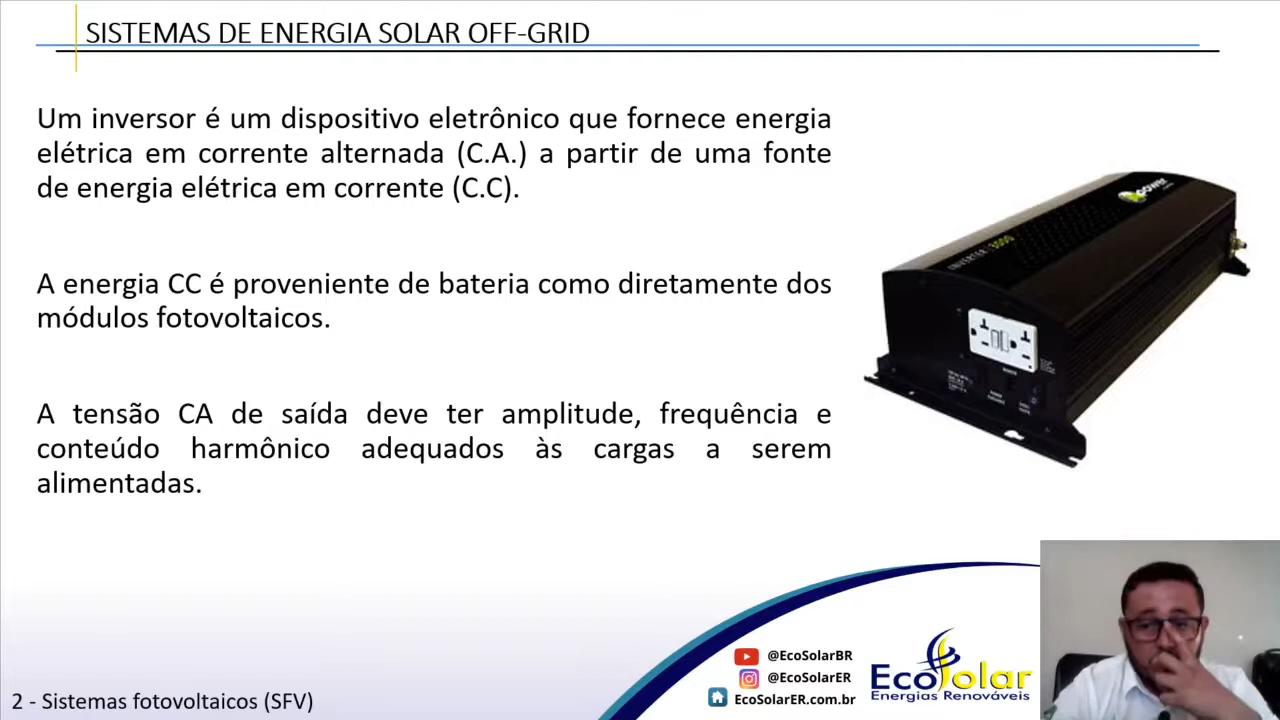 SISTEMAS DE ENERGIA SOLAR OFF-GRID
Um inversor é um dispositivo eletrônico que fornece energia
elétrica em corrente alternada (C.A.) a partir de uma fonte
de energia elétrica em corrente (C.C).
A energia CC é proveniente de bateria como diretamente dos
módulos fotovoltaicos.
A tensão CA de saída deve ter amplitude, frequência e
conteúdo harmônico adequados às cargas a serem
alimentadas.
power
INVERTER 3000
@EcoSolarBR
@EcoSolarER
EcoSolarER.com.br
EcoSolar
Energias Renováveis
2 - Sistemas fotovoltaicos (SFV)